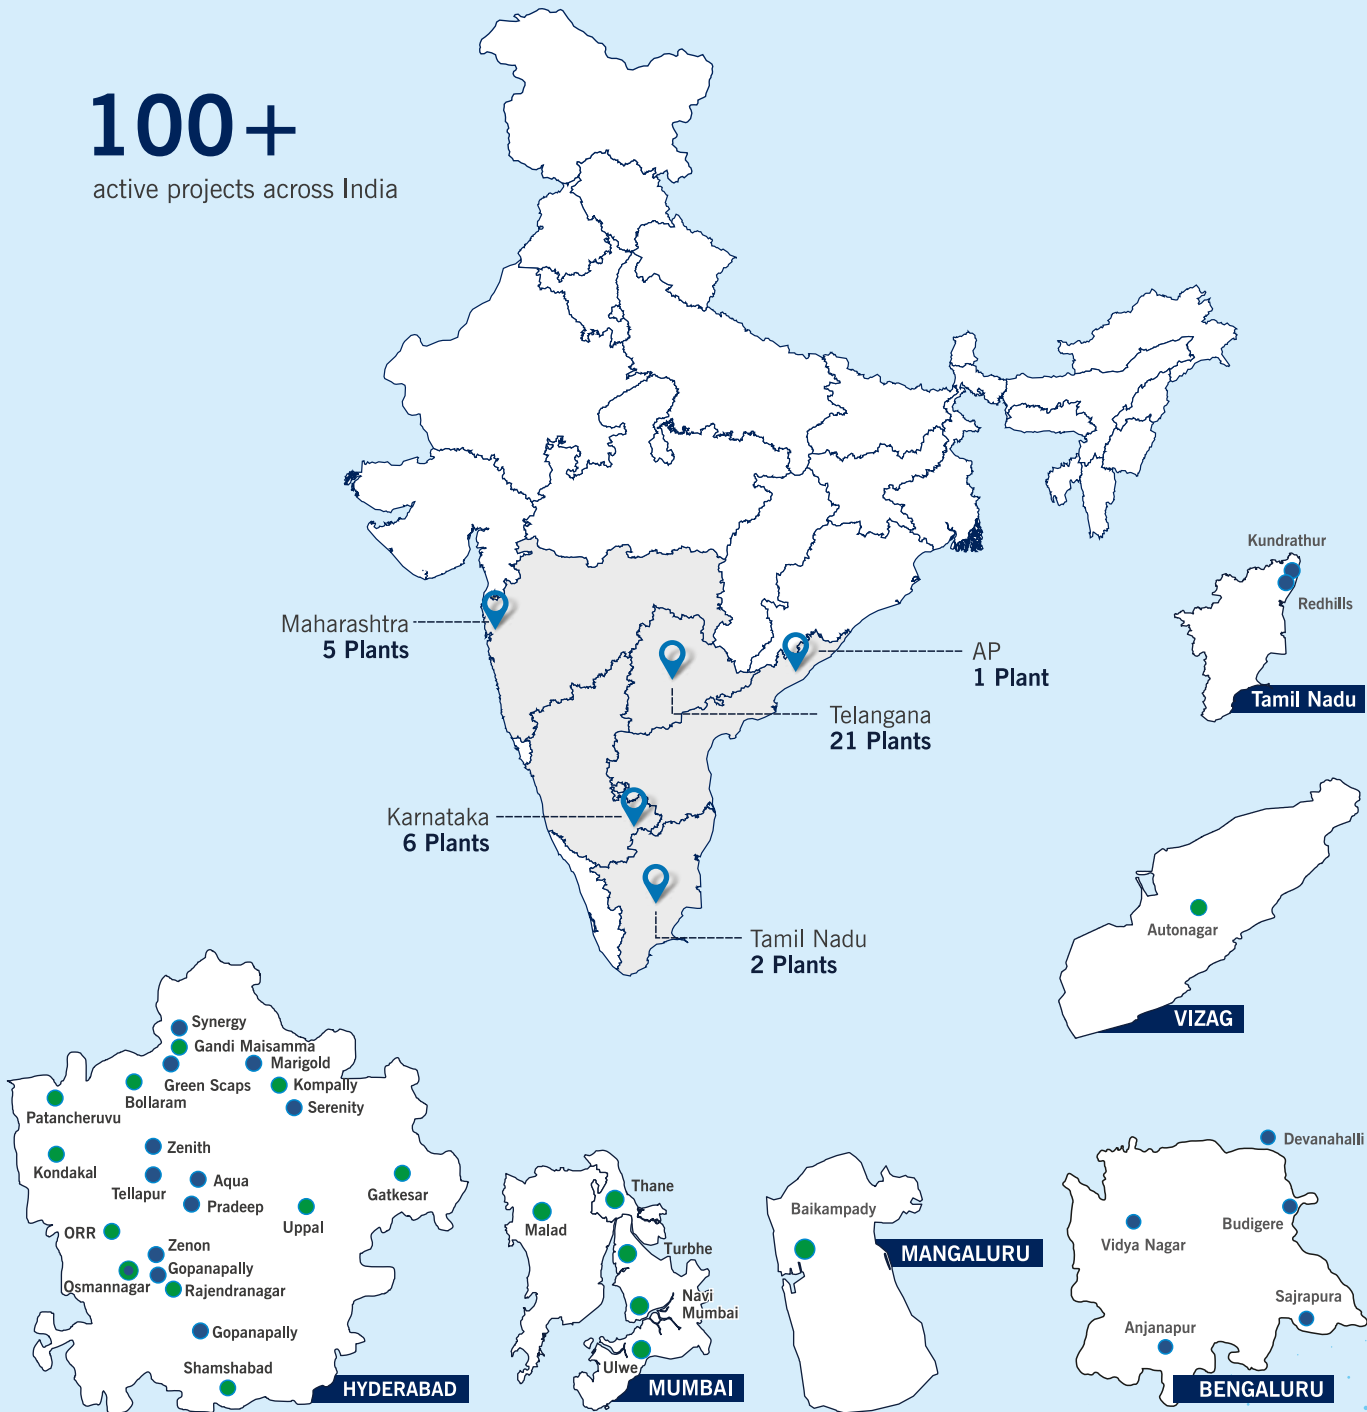 100+
active projects across India
Maharashtra
5 Plants
AP
1 Plant
Telangana
21 Plants
Karnataka
6 Plants
Tamil Nadu
2 Plants
Kundrathur
Redhills
Tamil Nadu
Autonagar
VIZAG
Synergy
Gandi Maisamma
Marigold
Green Scaps
Kompally
Bollaram
Serenity
Patancheruvu
Zenith
Kondakal
Aqua
Tellapur
Gatkesar
Pradeep
Uppal
ORR
Zenon
Gopanapally
Osmannagar
Rajendranagar
Gopanapally
Shamshabad
HYDERABAD
Thane
Malad
Turbhe
Navi
Mumbai
Ulwe
MUMBAI
Baikampady
MANGALURU
Devanahalli
Budigere
Vidya Nagar
Sajrapura
Anjanapur
BENGALURU